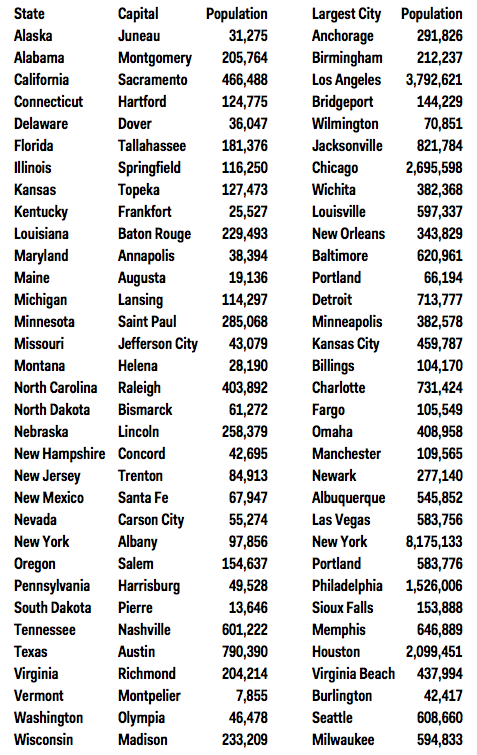 State Capital Population Largest City Population
Alaska Juneau 31,275 Anchorage 291,826
Alabama Montgomery 205,764 Birmingham 212,237
California Sacramento 466,488 Los Angeles 3,792,621
Connecticut Hartford 124,775 Bridgeport 144,229
Delaware Dover 36,047 Wilmington 70,851
Florida Tallahassee 181,376 Jacksonville 821,784
Illinois Springfield 116,250 Chicago 2,695,598
Kansas Topeka 127,473 Wichita 382,368
Kentucky Frankfort 25,527 Louisville 597,337
Louisiana Baton Rouge 229,493 New Orleans 343,829
Maryland Annapolis 38,394 Baltimore 620,961
Maine Augusta 19,136 Portland 66,194
Michigan Lansing 114,297 Detroit 713,777
Minnesota Saint Paul 285,068 Minneapolis 382,578
Missouri Jefferson City 43,079 Kansas City 459,787
Montana Helena 28,190 Billings 104,170
North Carolina Raleigh 403,892 Charlotte 731,424
North Dakota Bismarck 61,272 Fargo 105,549
Nebraska Lincoln 258,379 Omaha 408,958
New Hampshire Concord 42,695 Manchester 109,565
New Jersey Trenton 84,913 Newark 277,140
New Mexico Santa Fe 67,947 Albuquerque 545,852
Nevada Carson City 55,274 Las Vegas 583,756
New York Albany 97,856 New York 8,175,133
Oregon Salem 154,637 Portland 583,776
Pennsylvania Harrisburg 49,528 Philadelphia 1,526,006
South Dakota Pierre 13,646 Sioux Falls 153,888
Tennessee Nashville 601,222 Memphis 646,889
Texas Austin 790,390 Houston 2,099,451
Virginia Richmond 204,214 Virginia Beach 437,994
Vermont Montpelier 7,855 Burlington 42,417
Washington Olympia 46,478 Seattle 608,660
Wisconsin Madison 233,209 Milwaukee 594,833